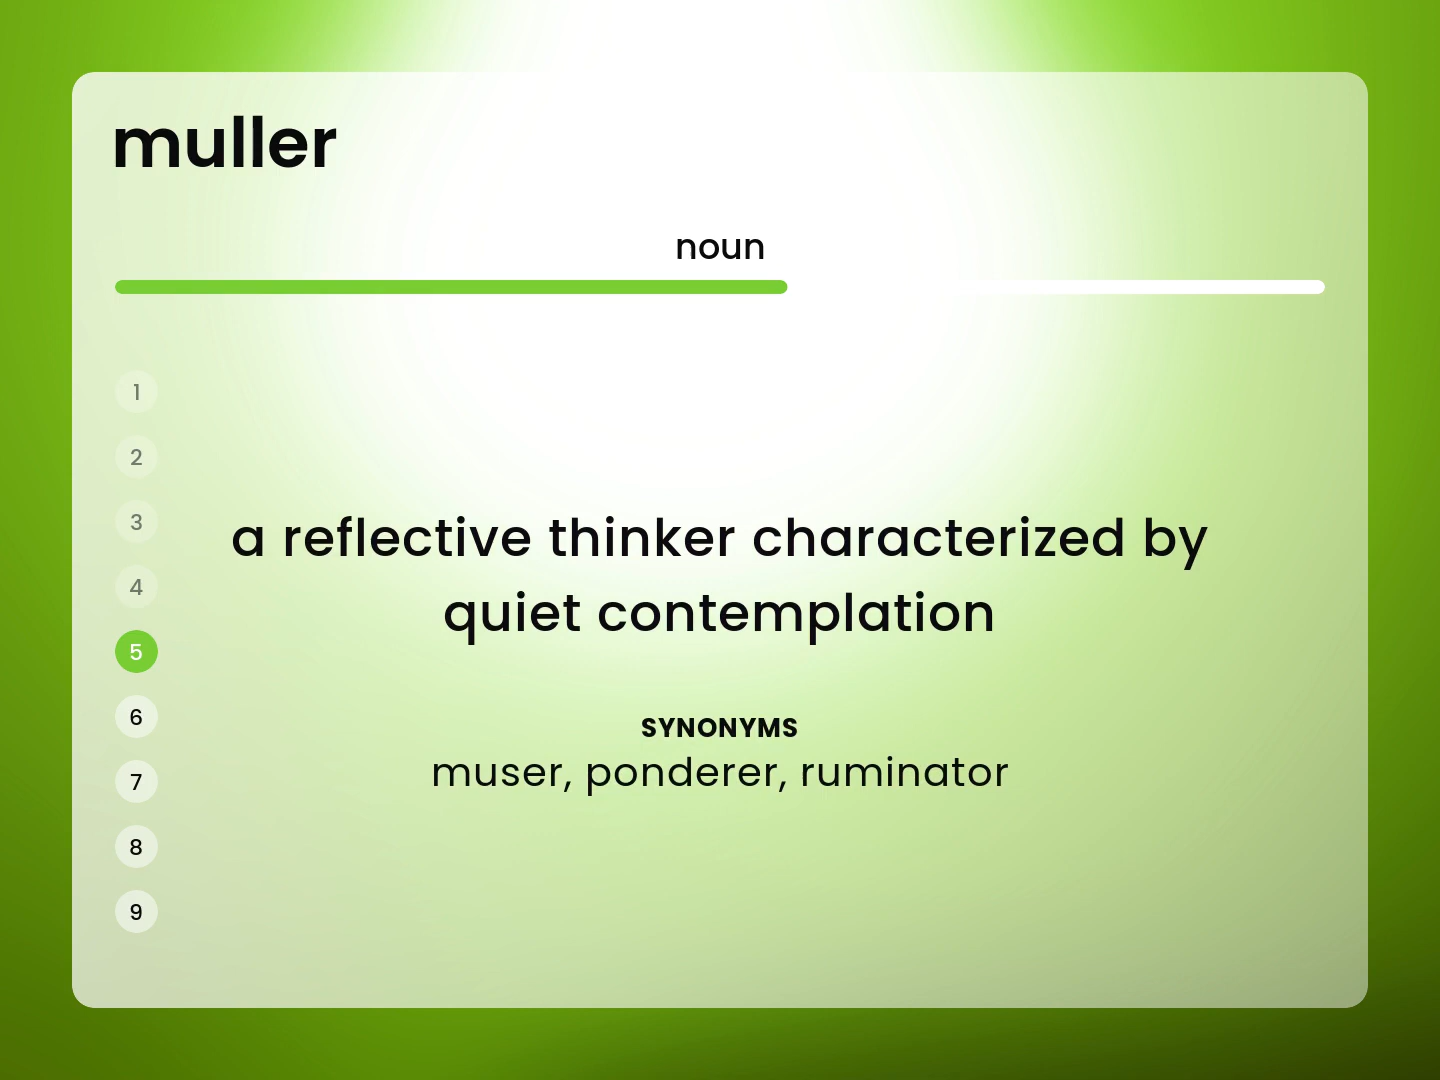 muller
noun
1
2
3
4
5
6
7
8
9
a reflective thinker characterized by
quiet contemplation
SYNONYMS
muser, ponderer, ruminator